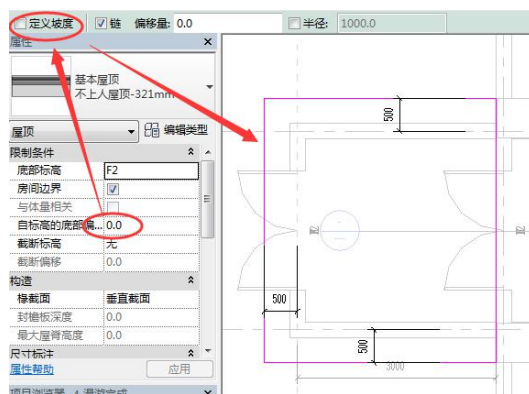 定义坡度 链 偏移量: 0.0 半径: 1000.0
属性
基本屋顶
不上人屋顶-321mm
屋顶 编辑类型
限制条件
底部标高 F2
房间边界
与体量相关
自标高的底部偏... 0.0
截断标高 无
截断偏移 0.0
构造
椽截面 垂直截面
封檐板深度 0.0
最大屋脊高度 0.0
尺寸标注
属性帮助 应用
500
500
500
3000